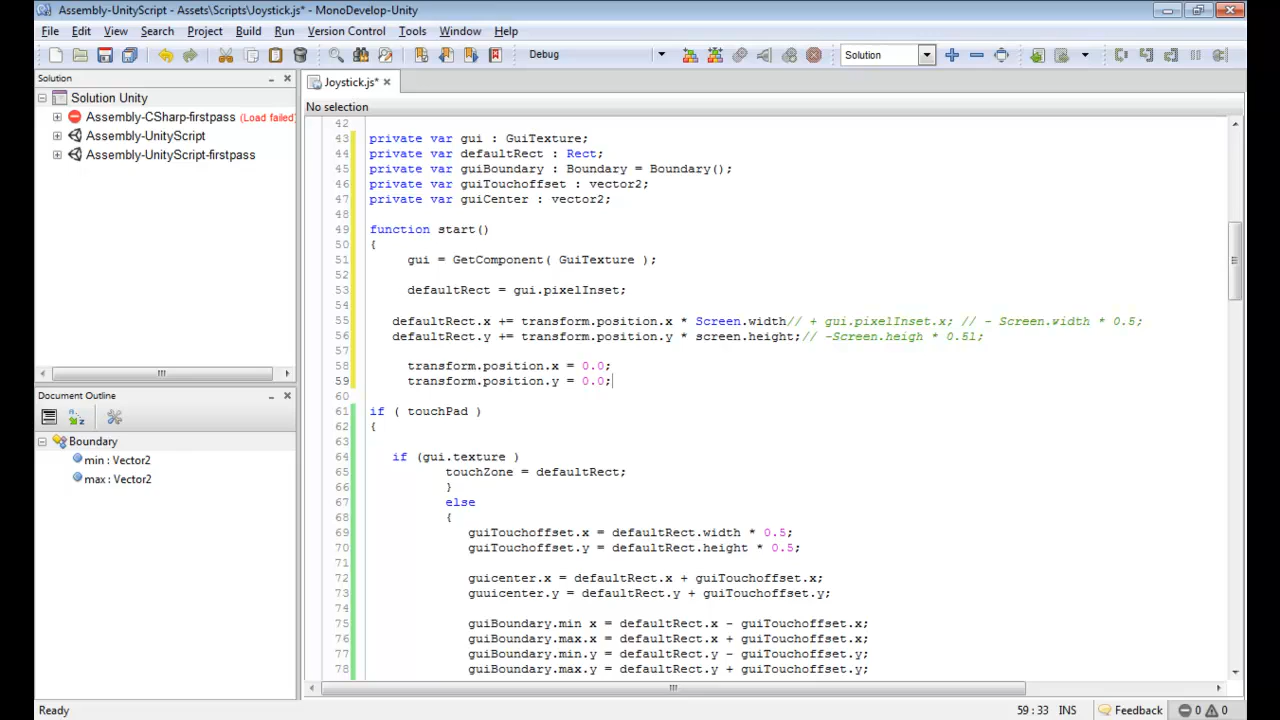 Assembly-UnityScript - Assets\Scripts\Joystick.js* - MonoDevelop-Unity
File Edit View Search Project Build Run Version Control Tools Window Help
Debug Solution
Solution
Joystick.js*
Solution Unity
No selection
Assembly-CSharp-firstpass (Load failed)
Assembly-UnityScript
Assembly-UnityScript-firstpass
42
43 private var gui : GuiTexture;
44 private var defaultRect : Rect;
45 private var guiBoundary : Boundary = Boundary();
46 private var guiTouchoffset : vector2;
47 private var guiCenter : vector2;
48
49 function start()
50 {
51 gui = GetComponent( GuiTexture );
52
53 defaultRect = gui.pixelInset;
54
55 defaultRect.x += transform.position.x * Screen.width// + gui.pixelInset.x; // - Screen.width * 0.5;
56 defaultRect.y += transform.position.y * screen.height;// -Screen.heigh * 0.5l;
57
58 transform.position.x = 0.0;
59 transform.position.y = 0.0;
60
61 if ( touchPad )
62 {
63
64 if (gui.texture )
65 touchZone = defaultRect;
66 }
67 else
68 {
69 guiTouchoffset.x = defaultRect.width * 0.5;
70 guiTouchoffset.y = defaultRect.height * 0.5;
71
72 guicenter.x = defaultRect.x + guiTouchoffset.x;
73 guuicenter.y = defaultRect.y + guiTouchoffset.y;
74
75 guiBoundary.min x = defaultRect.x - guiTouchoffset.x;
76 guiBoundary.max.x = defaultRect.x + guiTouchoffset.x;
77 guiBoundary.min.y = defaultRect.y - guiTouchoffset.y;
78 guiBoundary.max.y = defaultRect.y + guiTouchoffset.y;
Document Outline
Boundary
min : Vector2
max : Vector2
Ready 59 : 33 INS Feedback 0 0